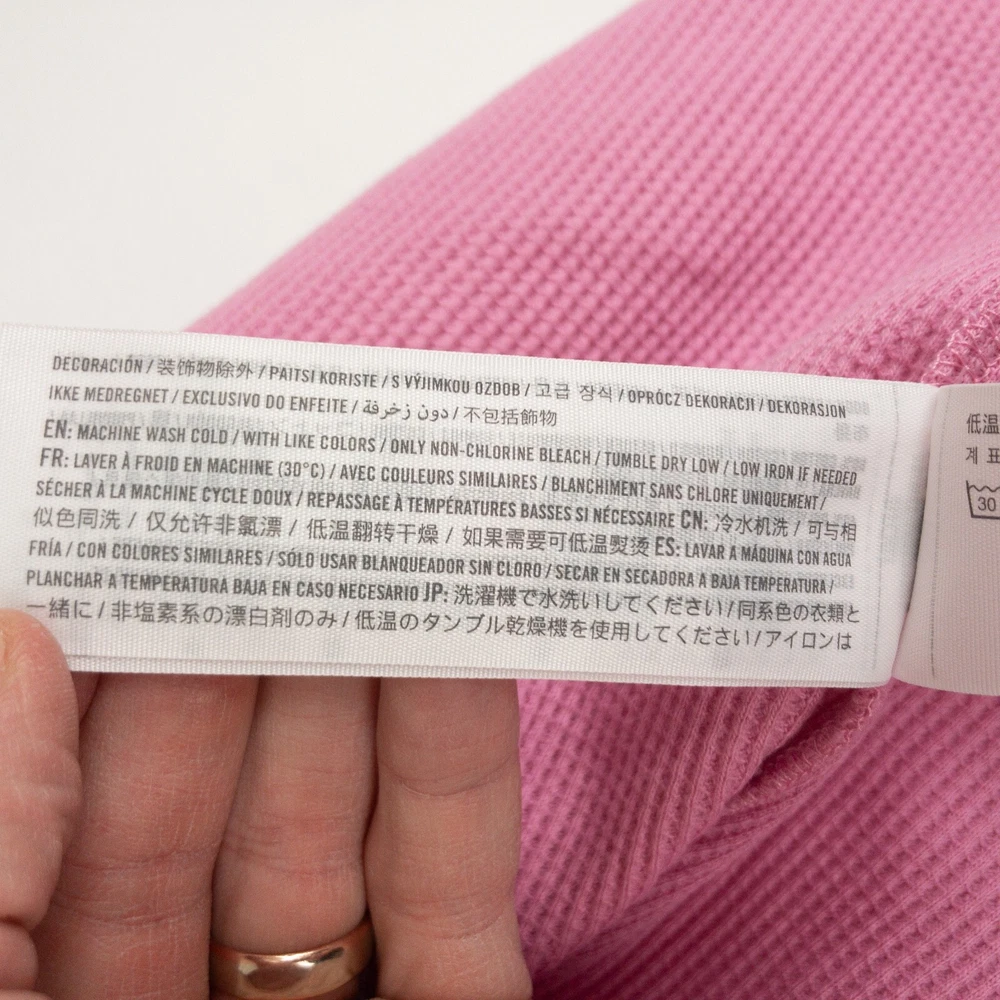 DECORACIÓN / 装飾物除外 / PAITSI KORISTE / S VÝJIMKOU OZDOB / 고급 장식 / OPRÓCZ DEKORACJI / DEKORASJON
IKKE MEDREGNET / EXCLUSIVO DO ENFEITE / دون زخرفة / 不包括飾物
EN: MACHINE WASH COLD / WITH LIKE COLORS / ONLY NON-CHLORINE BLEACH / TUMBLE DRY LOW / LOW IRON IF NEEDED
FR: LAVER À FROID EN MACHINE (30°C) / AVEC COULEURS SIMILAIRES / BLANCHIMENT SANS CHLORE UNIQUEMENT /
SÉCHER À LA MACHINE CYCLE DOUX / REPASSAGE À TEMPÉRATURES BASSES SI NÉCESSAIRE CN: 冷水机洗 / 可与相
似色同洗 / 仅允许非氯漂 / 低温翻转干燥 / 如果需要可低温熨烫 ES: LAVAR A MÁQUINA CON AGUA
FRÍA / CON COLORES SIMILARES / SÓLO USAR BLANQUEADOR SIN CLORO / SECAR EN SECADORA A BAJA TEMPERATURA /
PLANCHAR A TEMPERATURA BAJA EN CASO NECESARIO JP: 洗濯機で水洗いしてください/同系色の衣類と
一緒に/非塩素系の漂白剤のみ/低温のタンブル乾燥機を使用してください/アイロンは
低温
계 표
30